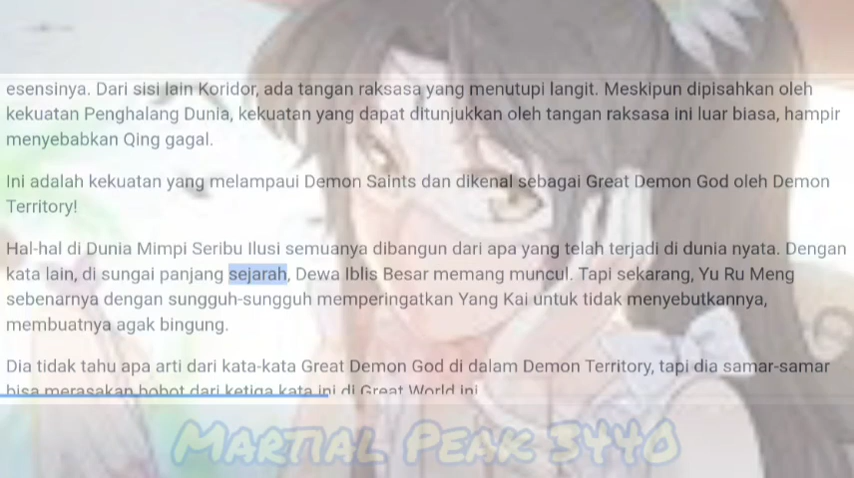 esensinya. Dari sisi lain Koridor, ada tangan raksasa yang menutupi langit. Meskipun dipisahkan oleh
kekuatan Penghalang Dunia, kekuatan yang dapat ditunjukkan oleh tangan raksasa ini luar biasa, hampir
menyebabkan Qing gagal.
Ini adalah kekuatan yang melampaui Demon Saints dan dikenal sebagai Great Demon God oleh Demon
Territory!
Hal-hal di Dunia Mimpi Seribu Ilusi semuanya dibangun dari apa yang telah terjadi di dunia nyata. Dengan
kata lain, di sungai panjang sejarah, Dewa Iblis Besar memang muncul. Tapi sekarang, Yu Ru Meng
sebenarnya dengan sungguh-sungguh memperingatkan Yang Kai untuk tidak menyebutkannya,
membuatnya agak bingung.
Dia tidak tahu apa arti dari kata-kata Great Demon God di dalam Demon Territory, tapi dia samar-samar
bisa merasakan bobot dari ketiga kata ini di Great World ini
Martial Peak 3440